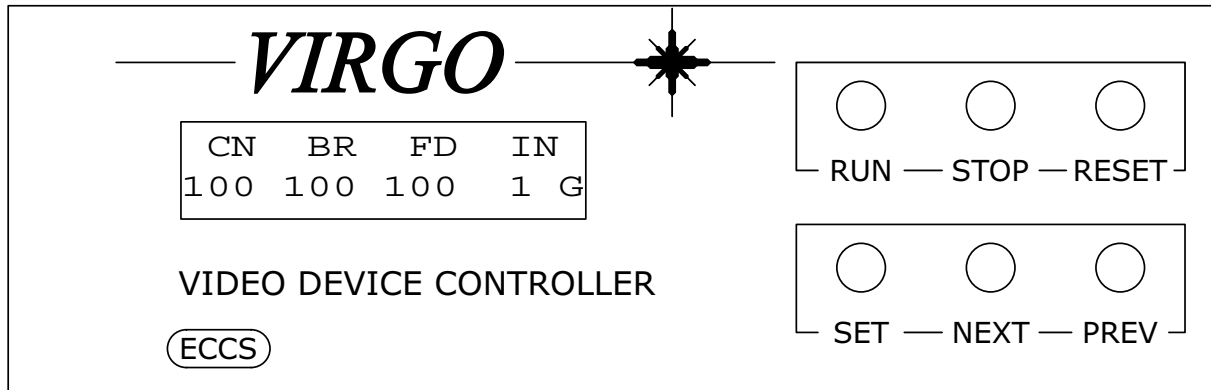 VIRGO
CN BR FD IN
100 100 100 1 G
VIDEO DEVICE CONTROLLER
ECCS
RUN STOP RESET
SET NEXT PREV